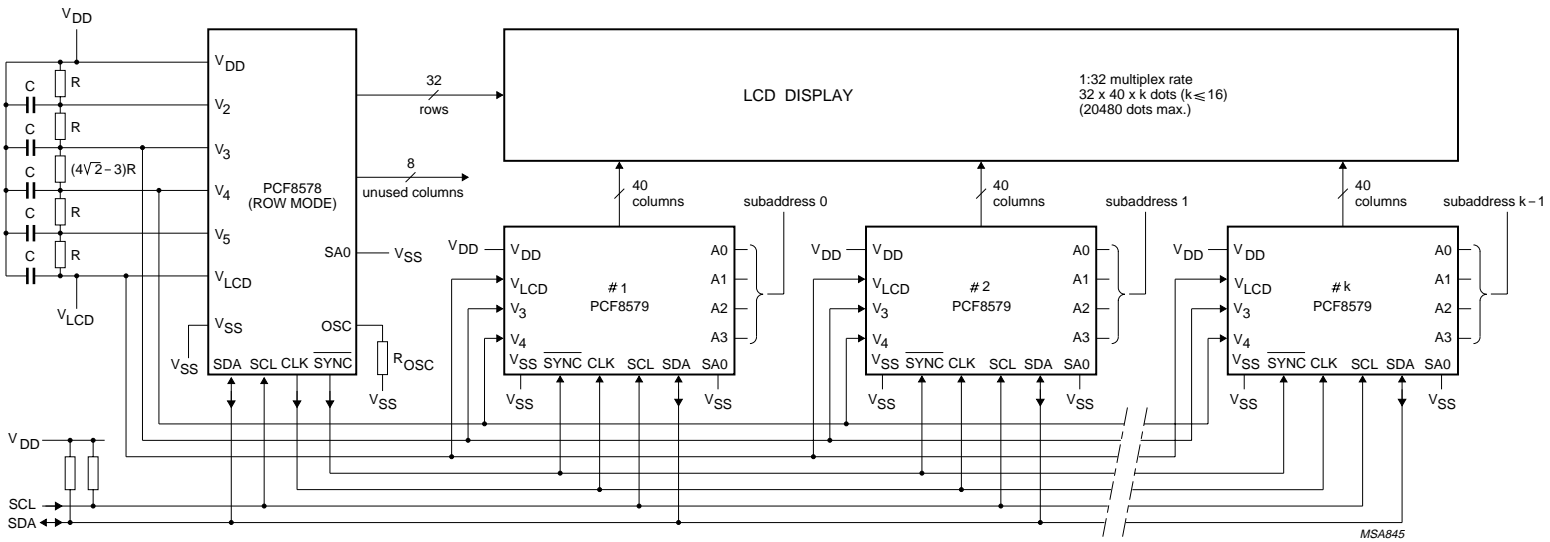 VDD
C
R
C
R
C
(4√2−3)R
C
R
C
R
VLCD
VDD
V2
V3
V4
V5
VLCD
VSS
VSS
PCF8578
(ROW MODE)
SA0
VSS
OSC
ROSC
VSS
SDA SCL CLK SYNC
32
rows
8
unused columns
LCD DISPLAY
1:32 multiplex rate
32 x 40 x k dots (k ⩽ 16)
(20480 dots max.)
40
columns
subaddress 0
VDD
VDD
VLCD
V3
V4
VSS
SYNC CLK SCL SDA SA0
VSS
VSS
# 1
PCF8579
A0
A1
A2
A3
40
columns
subaddress 1
VDD
VDD
VLCD
V3
V4
VSS
SYNC CLK SCL SDA SA0
VSS
VSS
# 2
PCF8579
A0
A1
A2
A3
40
columns
subaddress k−1
VDD
VDD
VLCD
V3
V4
VSS
SYNC CLK SCL SDA SA0
VSS
VSS
# k
PCF8579
A0
A1
A2
A3
VDD
SCL
SDA
MSA845